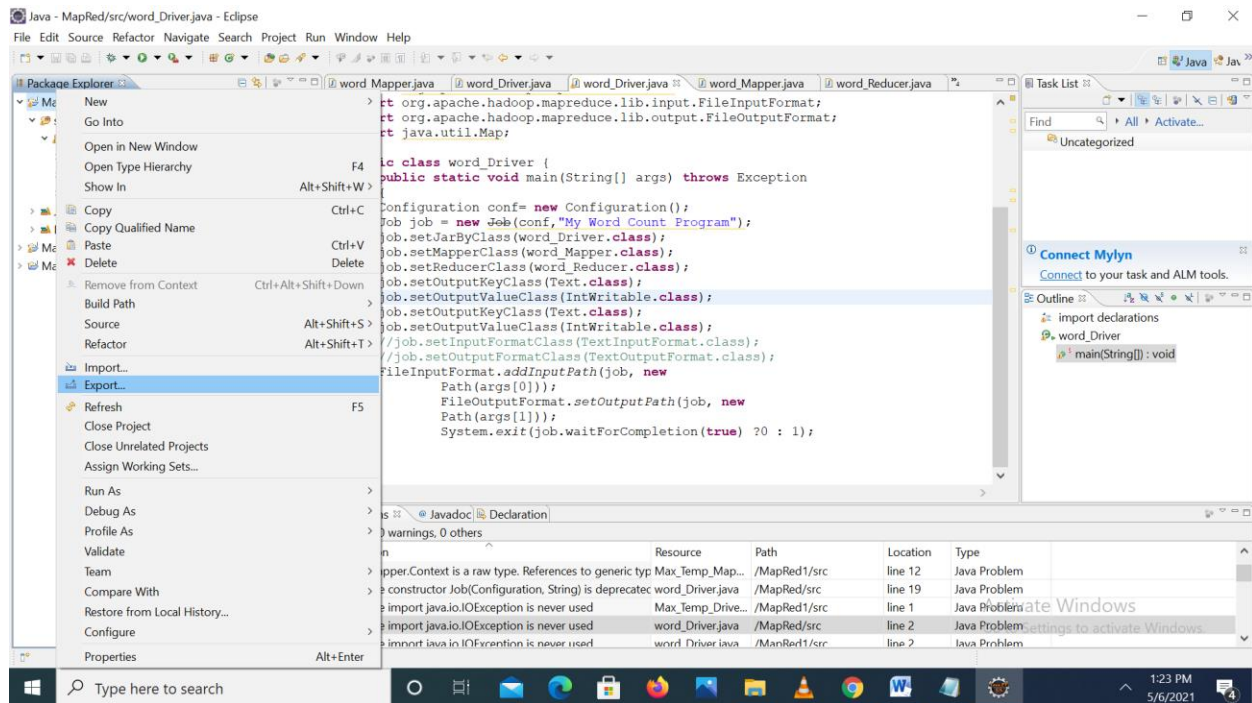 Java - MapRed/src/word_Driver.java - Eclipse
File Edit Source Refactor Navigate Search Project Run Window Help
Java Jav
Package Explorer
word Mapper.java word_Driver.java word_Driver.java word_Mapper.java word_Reducer.java
Task List
Ma
Ma
Ma
New
Go Into
Open in New Window
Open Type Hierarchy F4
Show In Alt+Shift+W >
Copy Ctrl+C
Copy Qualified Name
Paste Ctrl+V
Delete Delete
Remove from Context Ctrl+Alt+Shift+Down
Build Path >
Source Alt+Shift+S >
Refactor Alt+Shift+T >
Import...
Export...
Refresh F5
Close Project
Close Unrelated Projects
Assign Working Sets...
Run As >
Debug As >
Profile As >
Validate
Team >
Compare With >
Restore from Local History...
Configure >
Properties Alt+Enter
rt org.apache.hadoop.mapreduce.lib.input.FileInputFormat;
rt org.apache.hadoop.mapreduce.lib.output.FileOutputFormat;
rt java.util.Map;
ic class word_Driver {
public static void main(String[] args) throws Exception
{
Configuration conf= new Configuration();
Job job = new Job(conf,"My Word Count Program");
job.setJarByClass(word_Driver.class);
job.setMapperClass(word_Mapper.class);
job.setReducerClass(word_Reducer.class);
job.setOutputKeyClass(Text.class);
job.setOutputValueClass(IntWritable.class);
job.setOutputKeyClass(Text.class);
job.setOutputValueClass(IntWritable.class);
//job.setInputFormatClass(TextInputFormat.class);
//job.setOutputFormatClass(TextOutputFormat.class);
FileInputFormat.addInputPath(job, new
Path(args[0]));
FileOutputFormat.setOutputPath(job, new
Path(args[1]));
System.exit(job.waitForCompletion(true) ?0 : 1);
Find All Activate...
Uncategorized
Connect Mylyn
Connect to your task and ALM tools.
Outline
import declarations
word_Driver
main(String[]) : void
ns @ Javadoc Declaration
0 warnings, 0 others
n Resource Path Location Type
apper.Context is a raw type. References to generic typ Max_Temp_Map... /MapRed1/src line 12 Java Problem
e constructor Job(Configuration, String) is deprecated word_Driver.java /MapRed/src line 19 Java Problem
e import java.io.IOException is never used Max_Temp_Drive... /MapRed1/src line 1 Java Problem
e import java.io.IOException is never used word_Driver.java /MapRed/src line 2 Java Problem
e import java.io.IOException is never used word_Driver.java /MapRed1/src line 2 Java Problem
Activate Windows
Settings to activate Windows.
Type here to search
1:23 PM
5/6/2021
4